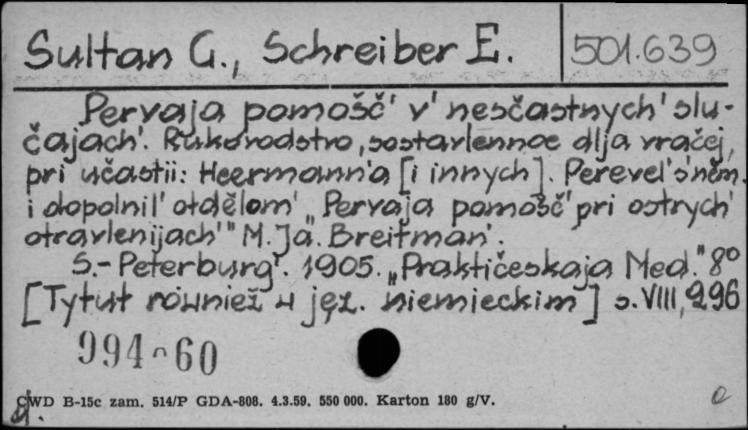 Sultan G., Schreiber E. 501.639
Pervaja pomošč' v' nesčastnych' slu-
čajach'. Rukovodstvo, sostavlennoe dlja vračej,
pri učastii: Heermann'a [i innych]. Perevel's' něm.
i dopolnil' otdělom' „Pervaja pomošč' pri ostrych'
otravlenijach'" M. Ja. Breitman'.
S.-Peterburg'. 1905. „Praktičeskaja Med." 8°
[Tytuł również w jęz. niemieckim] s. VIII, 296
994 60
CWD B-15c zam. 514/P GDA-808. 4.3.59. 550 000. Karton 180 g/V.